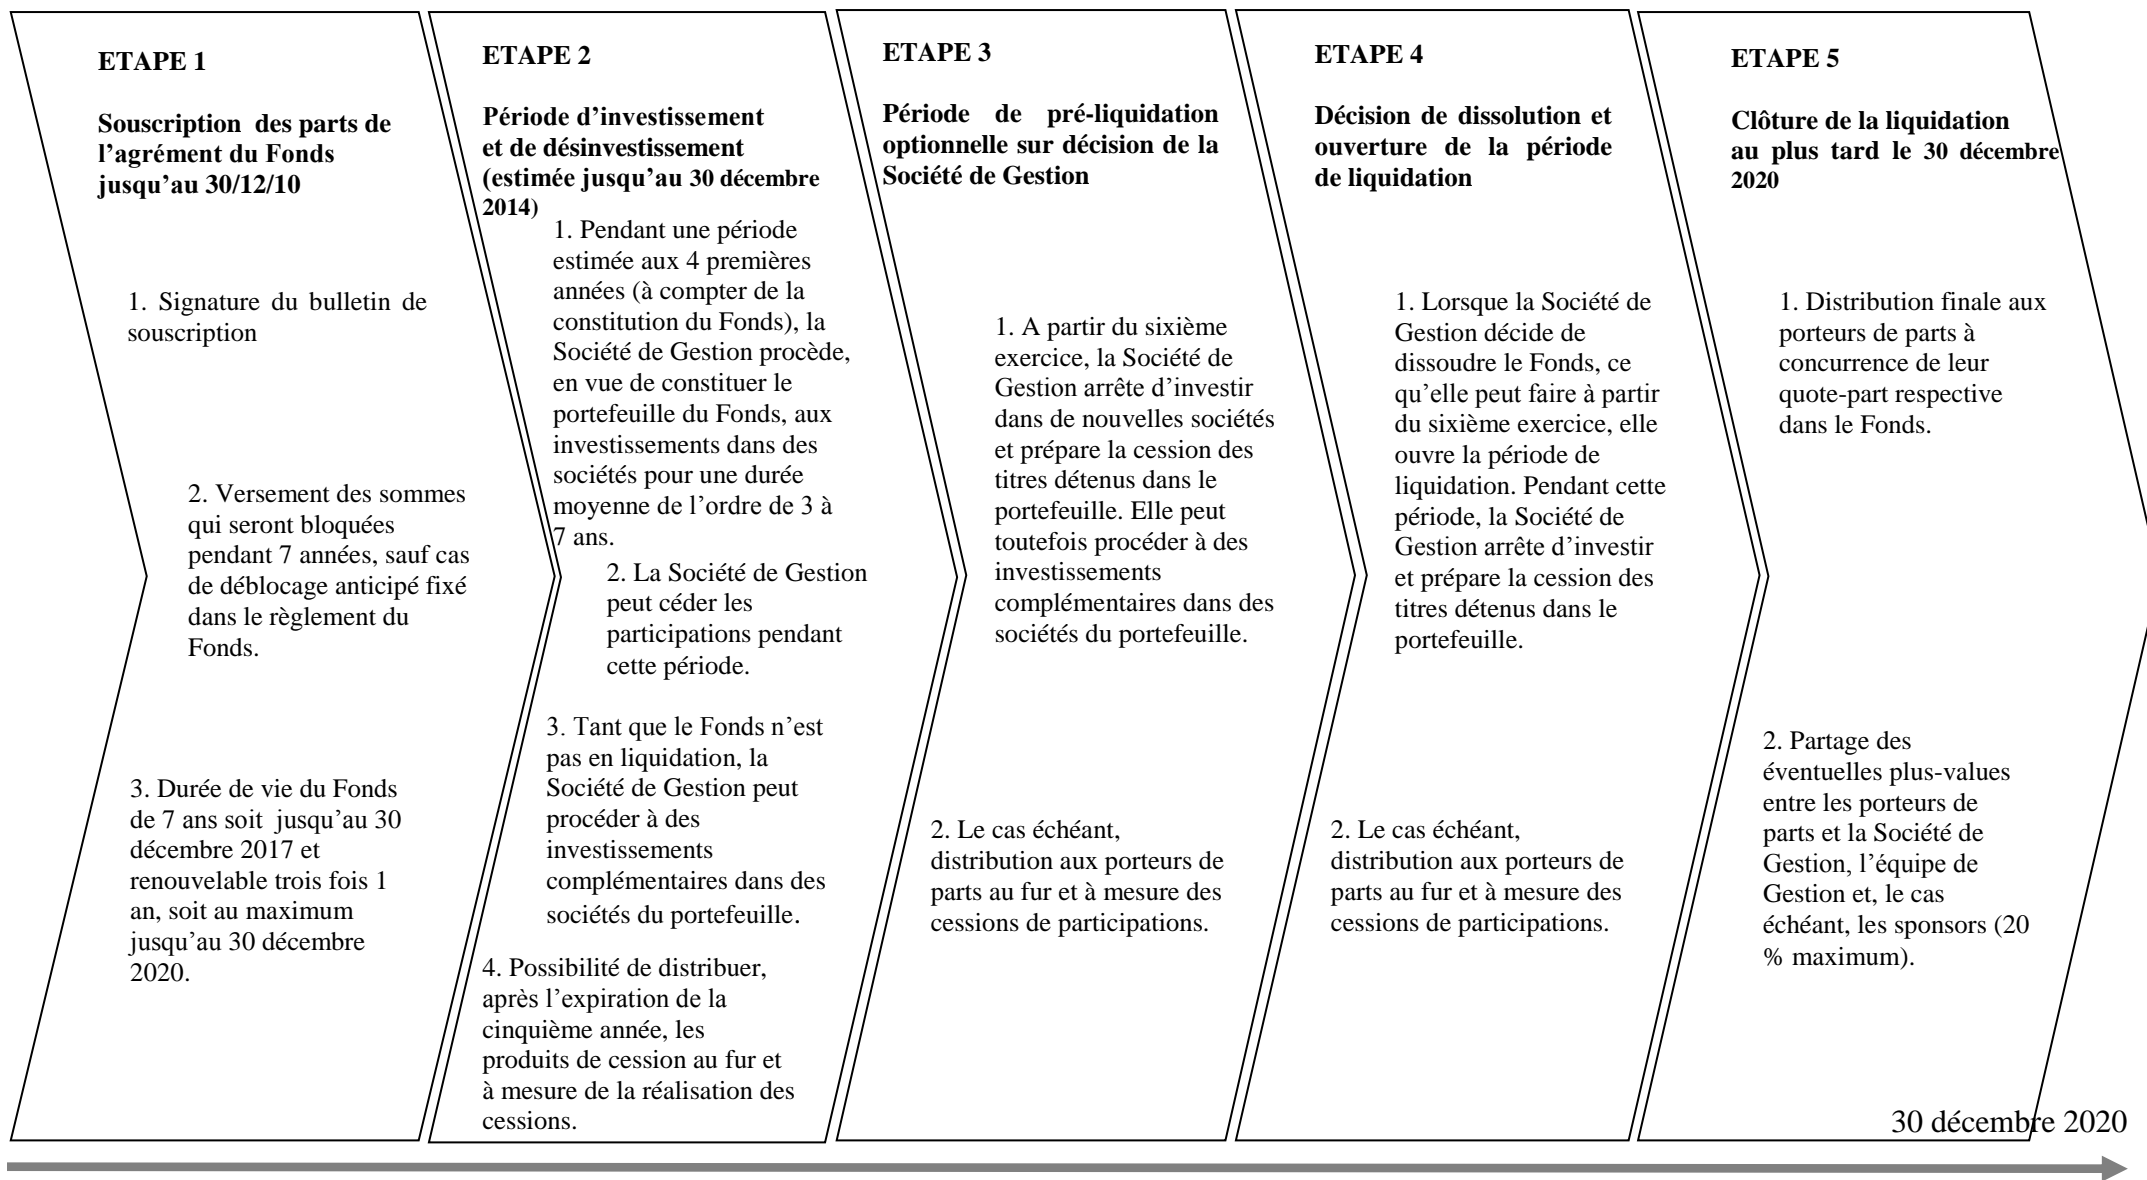 ETAPE 1
Souscription des parts de
l’agrément du Fonds
jusqu’au 30/12/10
1. Signature du bulletin de
souscription
2. Versement des sommes
qui seront bloquées
pendant 7 années, sauf cas
de déblocage anticipé fixé
dans le règlement du
Fonds.
3. Durée de vie du Fonds
de 7 ans soit jusqu’au 30
décembre 2017 et
renouvelable trois fois 1
an, soit au maximum
jusqu’au 30 décembre
2020.
ETAPE 2
Période d’investissement
et de désinvestissement
(estimée jusqu’au 30 décembre
2014)
1. Pendant une période
estimée aux 4 premières
années (à compter de la
constitution du Fonds), la
Société de Gestion procède,
en vue de constituer le
portefeuille du Fonds, aux
investissements dans des
sociétés pour une durée
moyenne de l’ordre de 3 à
7 ans.
2. La Société de Gestion
peut céder les
participations pendant
cette période.
3. Tant que le Fonds n’est
pas en liquidation, la
Société de Gestion peut
procéder à des
investissements
complémentaires dans des
sociétés du portefeuille.
4. Possibilité de distribuer,
après l’expiration de la
cinquième année, les
produits de cession au fur et
à mesure de la réalisation des
cessions.
ETAPE 3
Période de pré-liquidation
optionnelle sur décision de la
Société de Gestion
1. A partir du sixième
exercice, la Société de
Gestion arrête d’investir
dans de nouvelles sociétés
et prépare la cession des
titres détenus dans le
portefeuille. Elle peut
toutefois procéder à des
investissements
complémentaires dans des
sociétés du portefeuille.
2. Le cas échéant,
distribution aux porteurs de
parts au fur et à mesure des
cessions de participations.
ETAPE 4
Décision de dissolution et
ouverture de la période
de liquidation
1. Lorsque la Société de
Gestion décide de
dissoudre le Fonds, ce
qu’elle peut faire à partir
du sixième exercice, elle
ouvre la période de
liquidation. Pendant cette
période, la Société de
Gestion arrête d’investir
et prépare la cession des
titres détenus dans le
portefeuille.
2. Le cas échéant,
distribution aux porteurs de
parts au fur et à mesure des
cessions de participations.
ETAPE 5
Clôture de la liquidation
au plus tard le 30 décembre
2020
1. Distribution finale aux
porteurs de parts à
concurrence de leur
quote-part respective
dans le Fonds.
2. Partage des
éventuelles plus-values
entre les porteurs de
parts et la Société de
Gestion, l’équipe de
Gestion et, le cas
échéant, les sponsors (20
% maximum).
30 décembre 2020